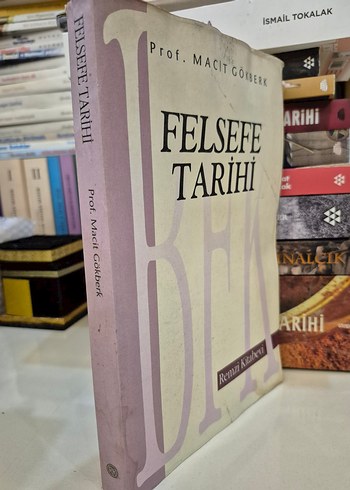 Prof. MACİT GÖKBERK
FELSEFE
TARİHİ
Remzi Kitabevi
FELSEFE TARİHİ
Prof. Macit Gökberk
İSMAİL TOKALAK
ARİHİ
NALCIK
ARİHİ